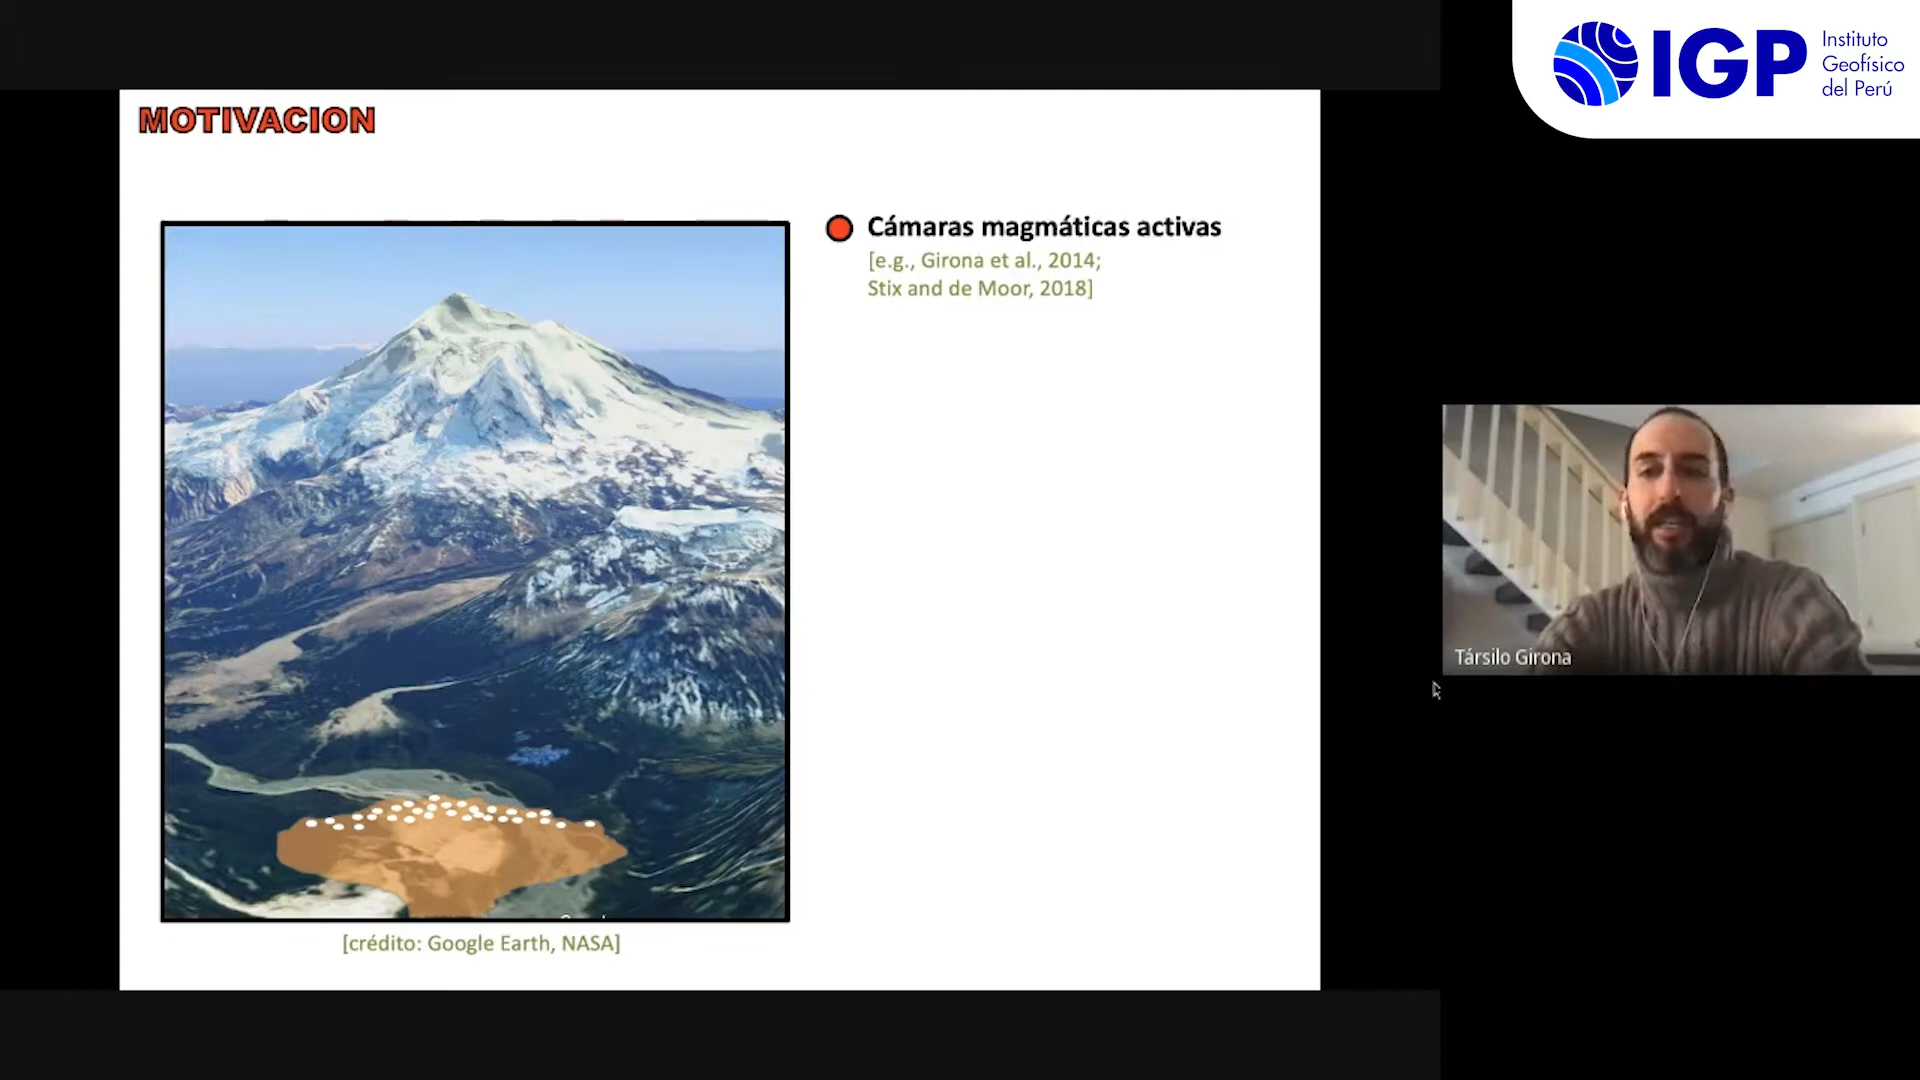 IGP
Instituto
Geofísico
del Perú
MOTIVACION
Cámaras magmáticas activas
[e.g., Girona et al., 2014;
Stix and de Moor, 2018]
[crédito: Google Earth, NASA]
Társilo Girona